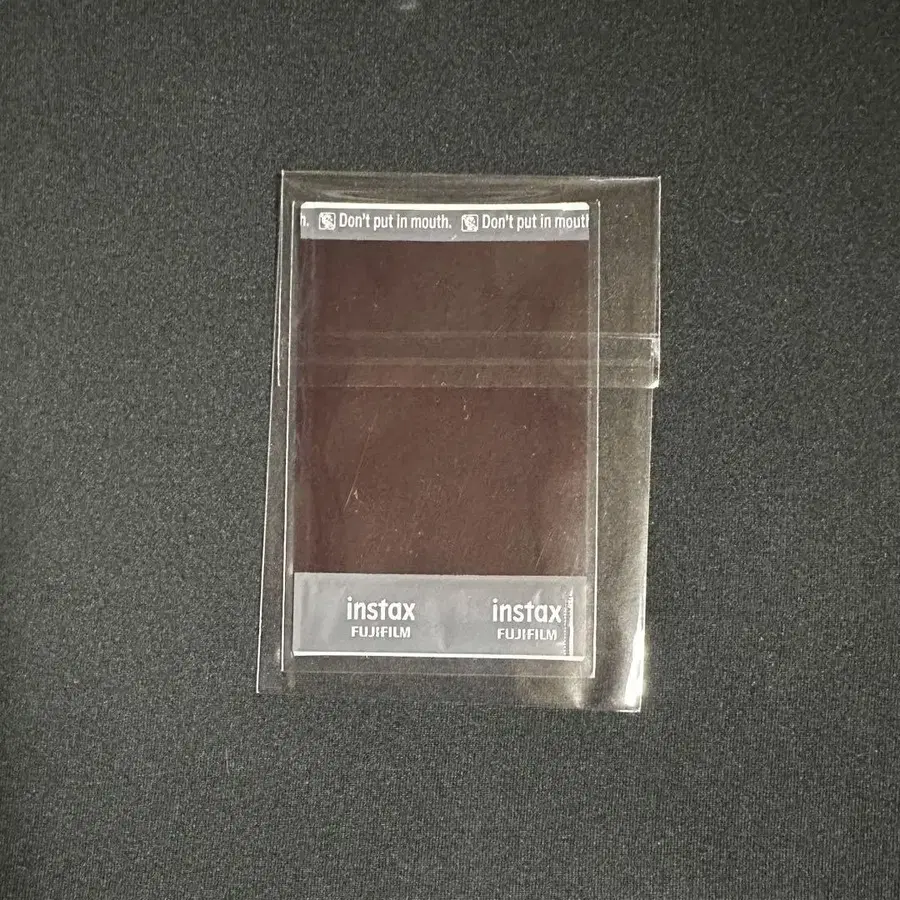 h. Don't put in mouth. Don't put in mouth
instax instax
FUJIFILM FUJIFILM